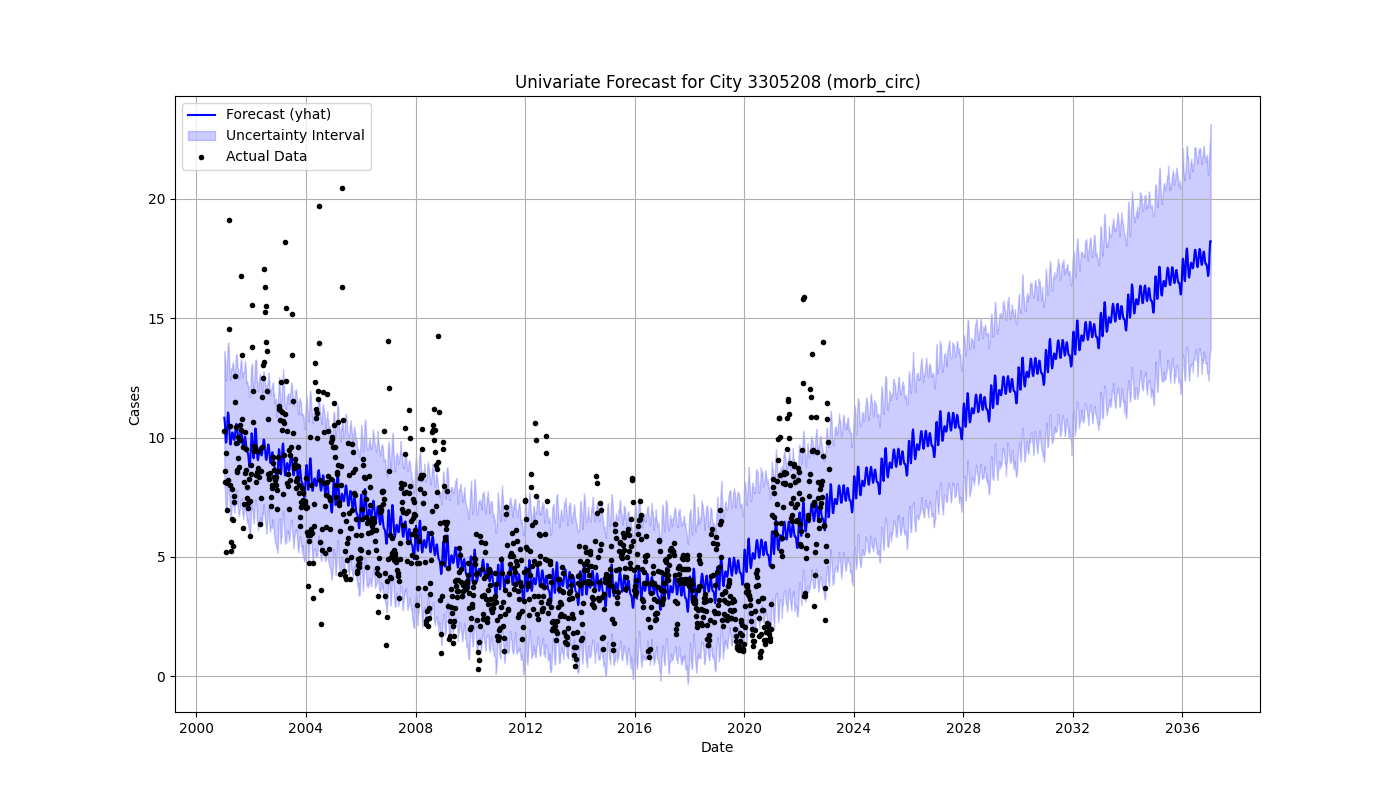 Univariate Forecast for City 3305208 (morb_circ)
Forecast (yhat)
Uncertainty Interval
Actual Data
Cases
20
15
10
5
0
2000 2004 2008 2012 2016 2020 2024 2028 2032 2036
Date